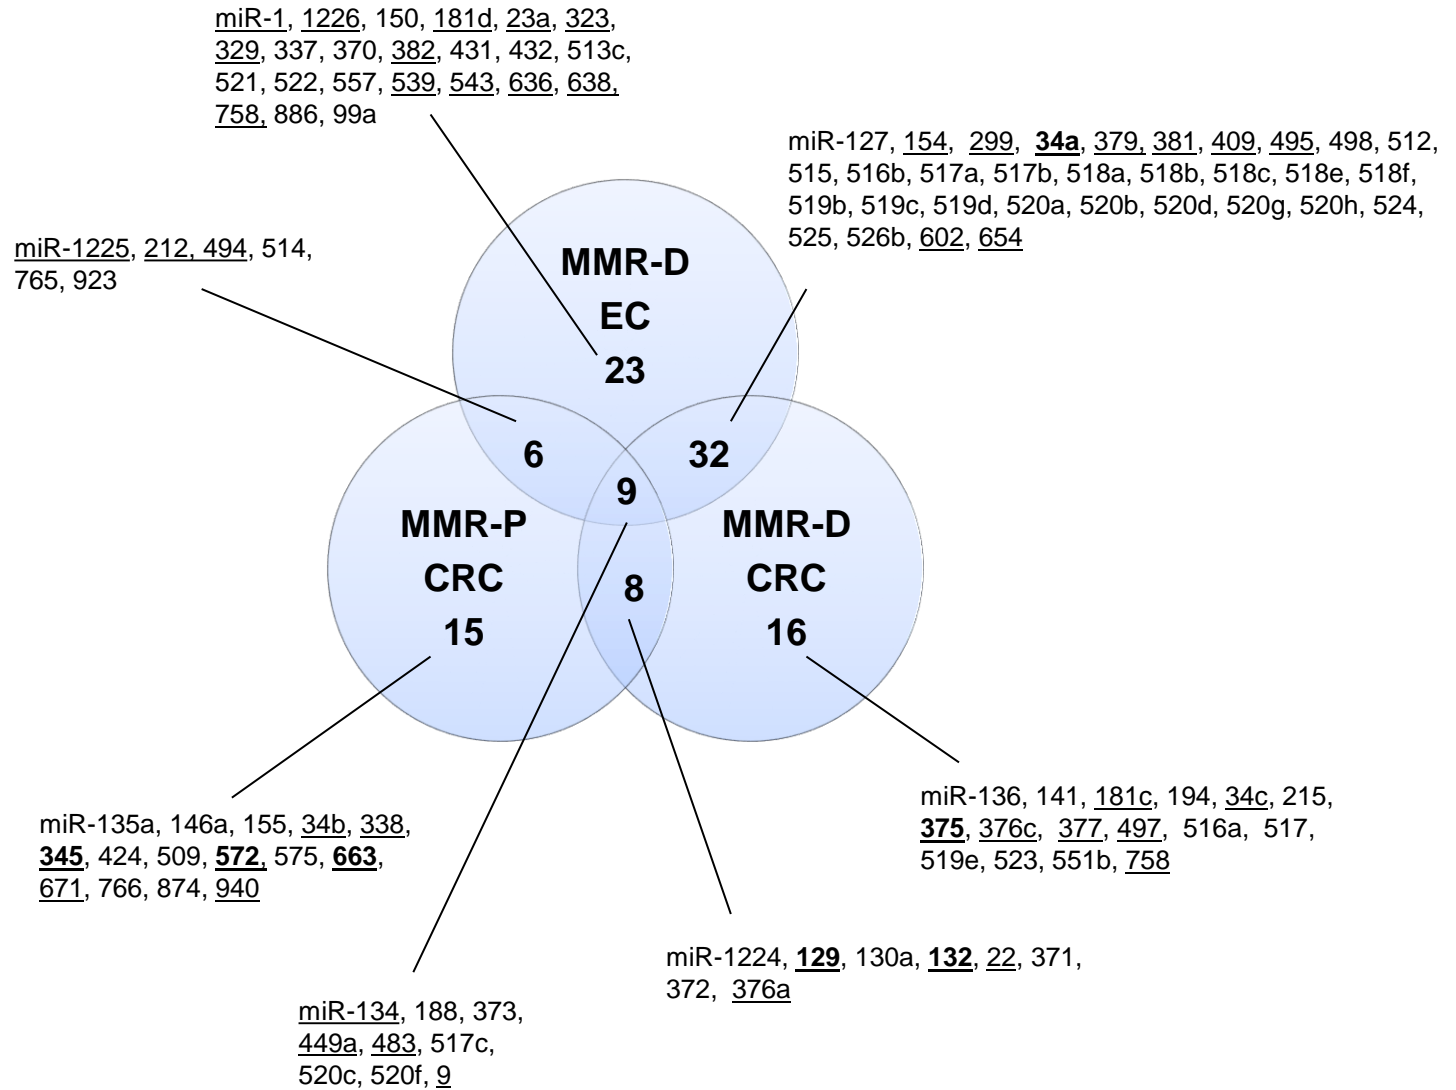 miR-1, 1226, 150, 181d, 23a, 323,
329, 337, 370, 382, 431, 432, 513c,
521, 522, 557, 539, 543, 636, 638,
758, 886, 99a
miR-127, 154, 299, 34a, 379, 381, 409, 495, 498, 512,
515, 516b, 517a, 517b, 518a, 518b, 518c, 518e, 518f,
519b, 519c, 519d, 520a, 520b, 520d, 520g, 520h, 524,
525, 526b, 602, 654
miR-1225, 212, 494, 514,
765, 923
MMR-D
EC
23
6
32
9
MMR-P
CRC
15
8
MMR-D
CRC
16
miR-135a, 146a, 155, 34b, 338,
345, 424, 509, 572, 575, 663,
671, 766, 874, 940
miR-136, 141, 181c, 194, 34c, 215,
375, 376c, 377, 497, 516a, 517,
519e, 523, 551b, 758
miR-1224, 129, 130a, 132, 22, 371,
372, 376a
miR-134, 188, 373,
449a, 483, 517c,
520c, 520f, 9